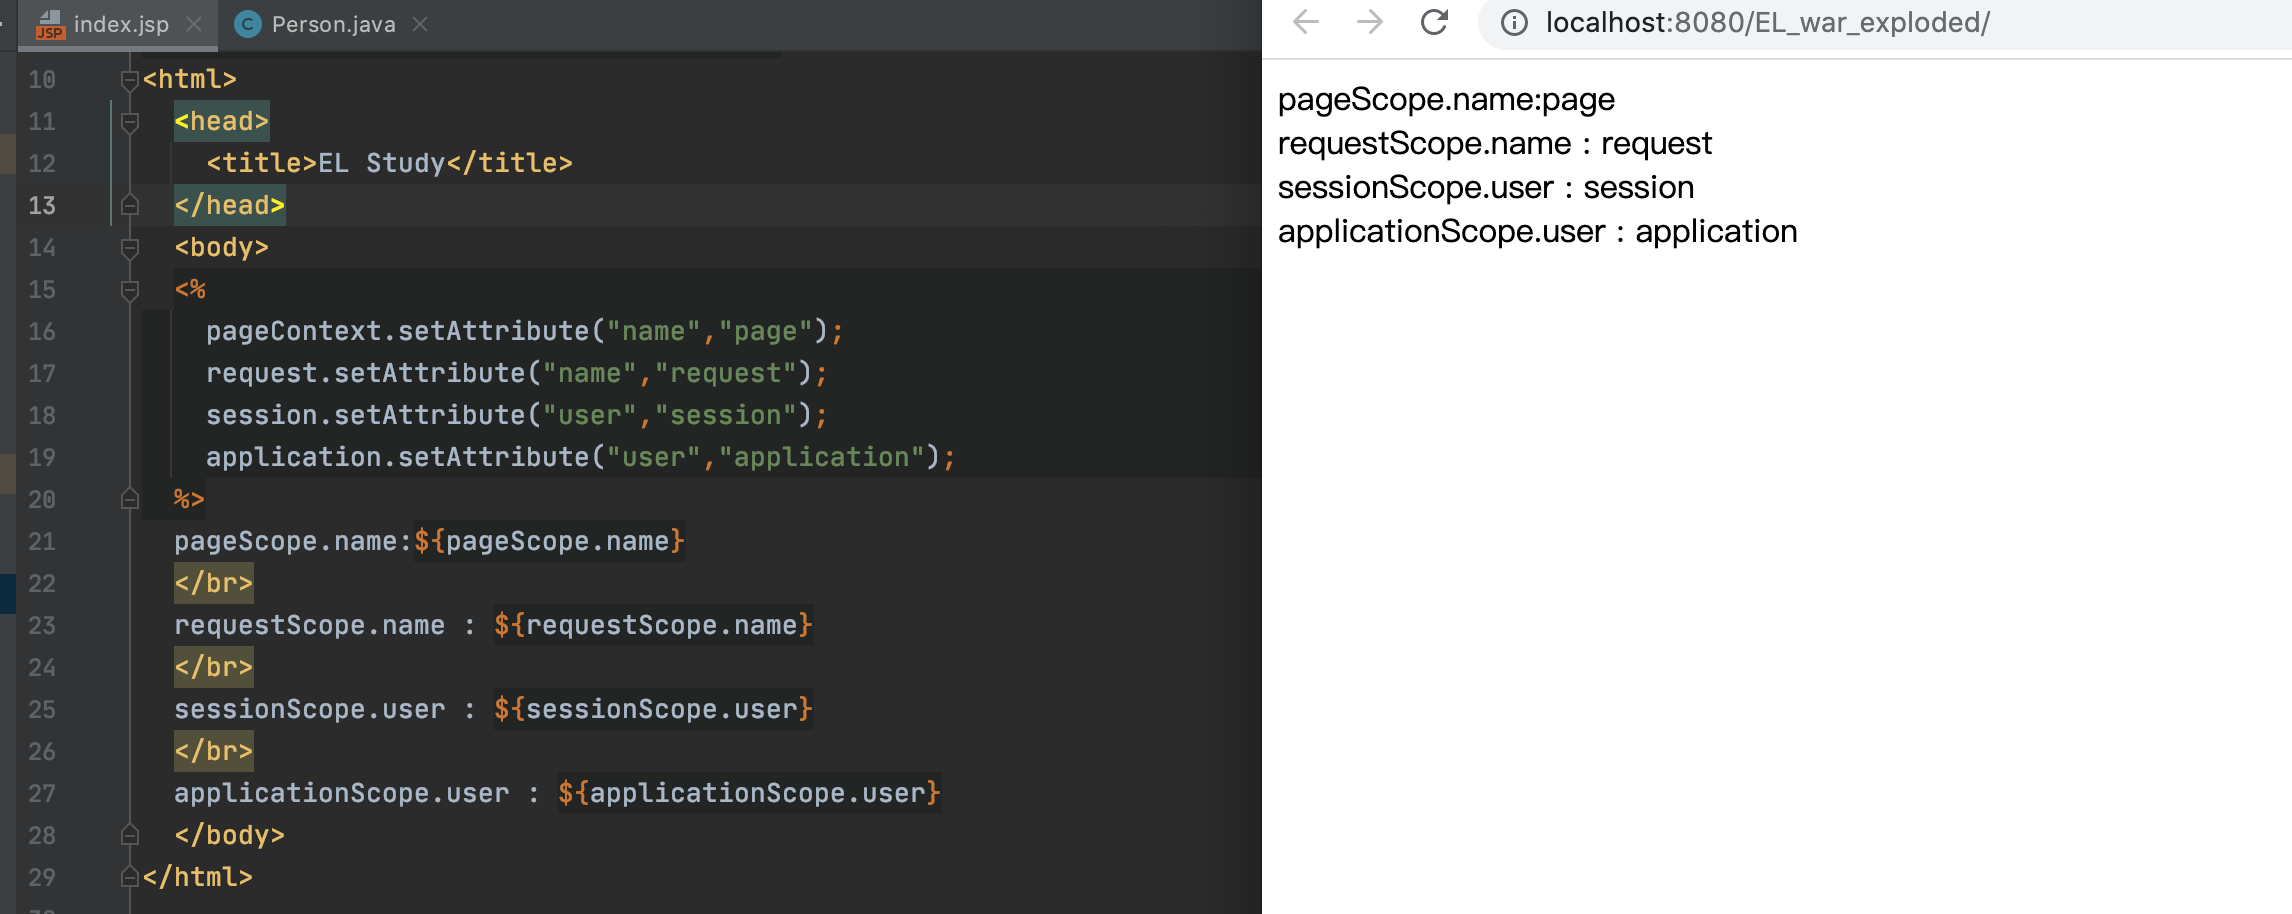 index.jsp
Person.java
10 <html>
11 <head>
12 <title>EL Study</title>
13 </head>
14 <body>
15 <%
16 pageContext.setAttribute("name","page");
17 request.setAttribute("name","request");
18 session.setAttribute("user","session");
19 application.setAttribute("user","application");
20 %>
21 pageScope.name:${pageScope.name}
22 </br>
23 requestScope.name : ${requestScope.name}
24 </br>
25 sessionScope.user : ${sessionScope.user}
26 </br>
27 applicationScope.user : ${applicationScope.user}
28 </body>
29 </html>
localhost:8080/EL_war_exploded/
pageScope.name:page
requestScope.name : request
sessionScope.user : session
applicationScope.user : application